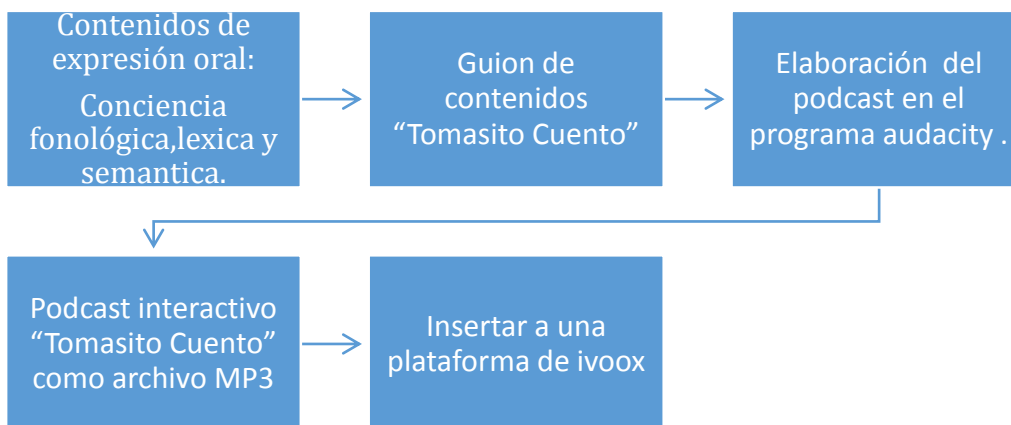 Contenidos de
expresión oral:
Conciencia
fonológica,lexica y
semantica.
Guion de
contenidos
“Tomasito Cuento”
Elaboración del
podcast en el
programa audacity .
Podcast interactivo
“Tomasito Cuento”
como archivo MP3
Insertar a una
plataforma de ivoox